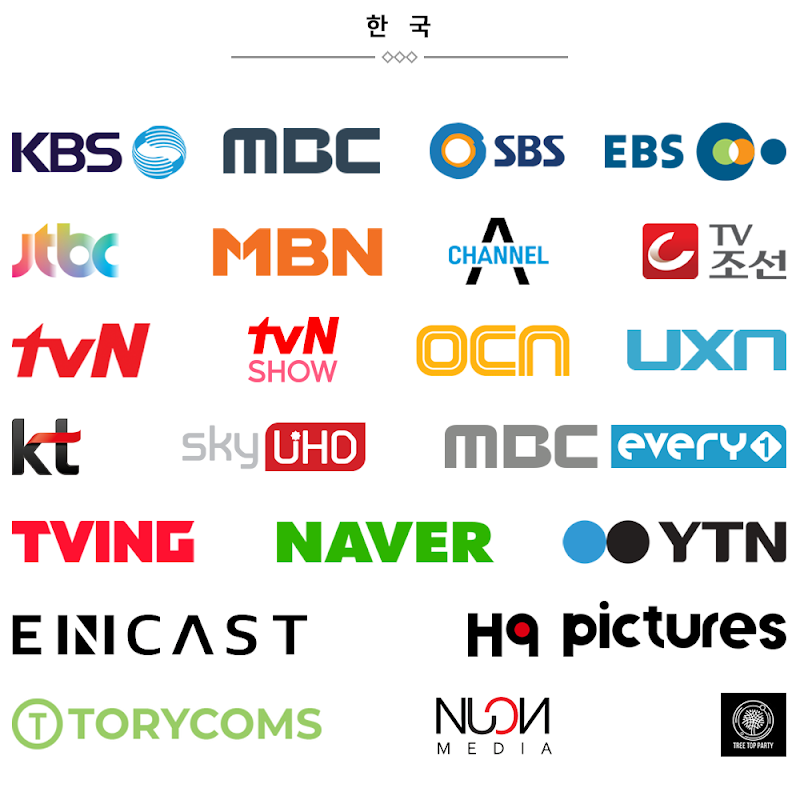 한 국
KBS MBC SBS EBS
jtbc MBN CHANNEL A TV
조선
tvN tvN
SHOW
OCN UXN
kt sky UHD MBC every1
TVING NAVER YTN
ENCAST H9 pictures
T TORYCOMS NUON
MEDIA
TREE TOP PARTY